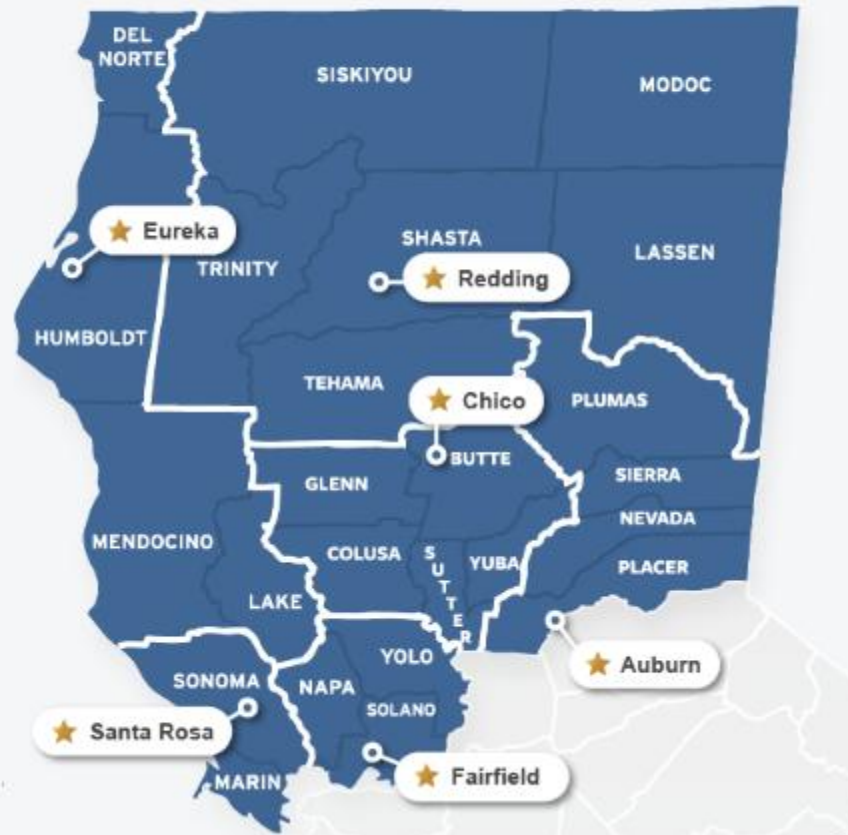 DEL
NORTE
SISKIYOU
MODOC
Eureka
TRINITY
SHASTA
LASSEN
Redding
HUMBOLDT
TEHAMA
Chico
PLUMAS
BUTTE
GLENN
SIERRA
NEVADA
MENDOCINO
COLUSA
SUTTER
YUBA
PLACER
LAKE
YOLO
Auburn
SONOMA
NAPA
SOLANO
Santa Rosa
MARIN
Fairfield